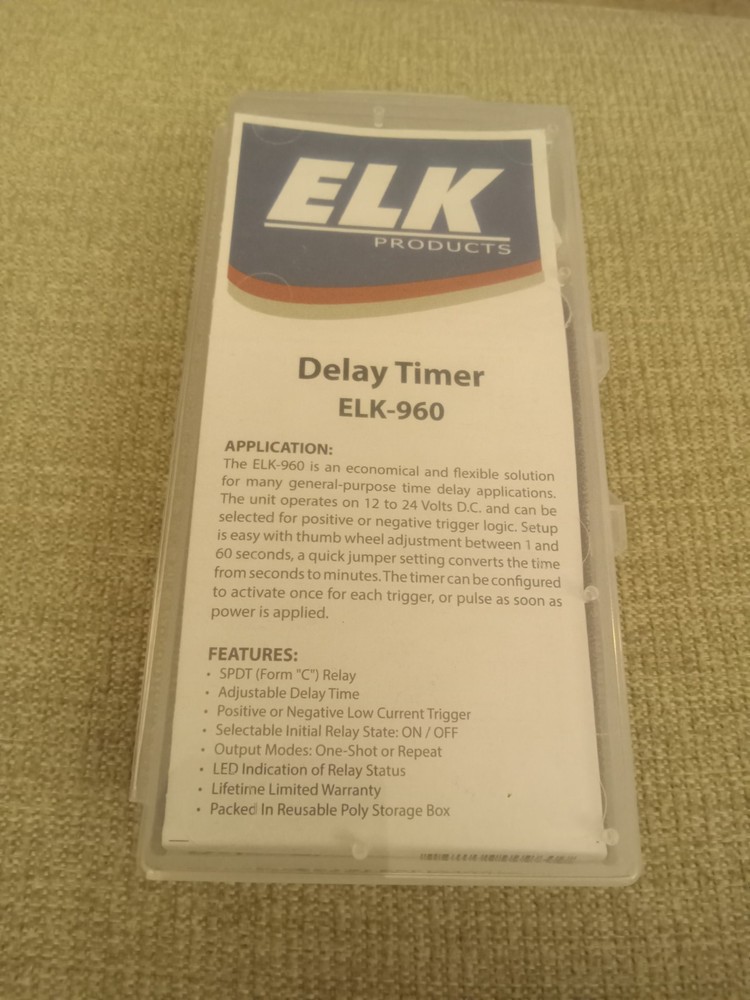 ELK
PRODUCTS
Delay Timer
ELK-960
APPLICATION:
The ELK-960 is an economical and flexible solution
for many general-purpose time delay applications.
The unit operates on 12 to 24 Volts D.C. and can be
selected for positive or negative trigger logic. Setup
is easy with thumb wheel adjustment between 1 and
60 seconds, a quick jumper setting converts the time
from seconds to minutes. The timer can be configured
to activate once for each trigger, or pulse as soon as
power is applied.
FEATURES:
• SPDT (Form "C") Relay
• Adjustable Delay Time
• Positive or Negative Low Current Trigger
• Selectable Initial Relay State: ON / OFF
• Output Modes: One-Shot or Repeat
• LED Indication of Relay Status
• Lifetime Limited Warranty
• Packed In Reusable Poly Storage Box